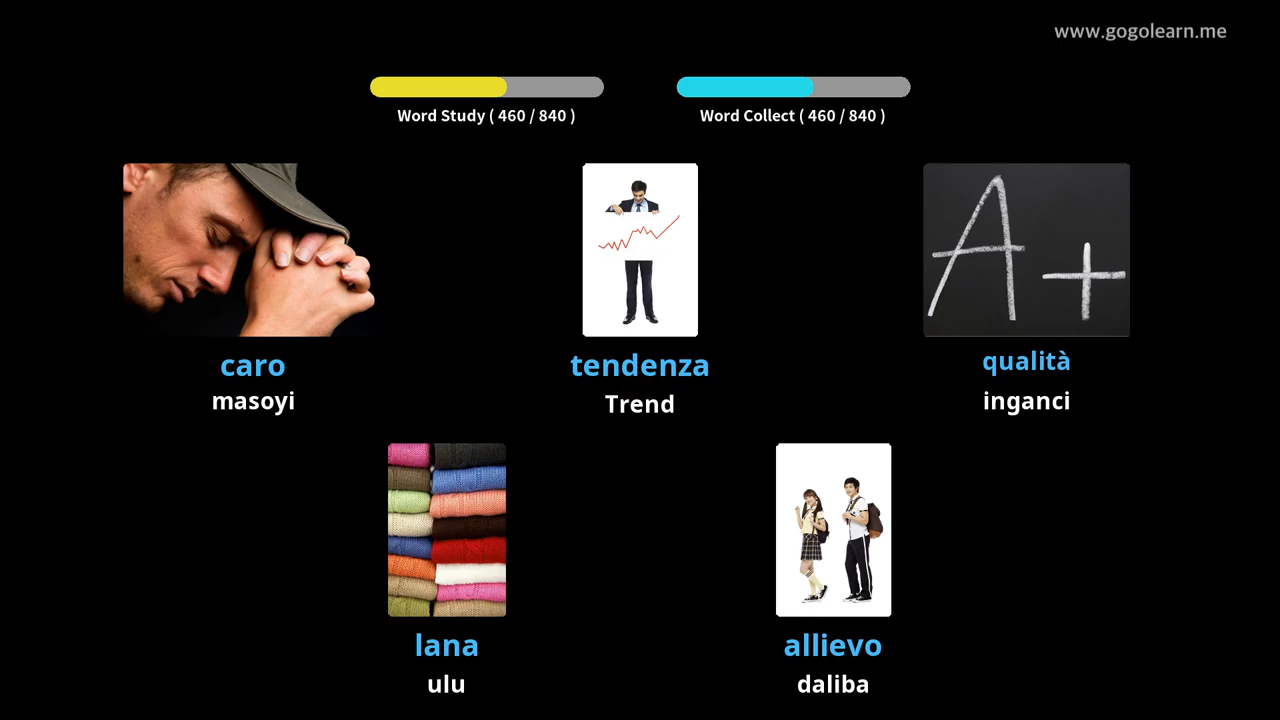 www.gogolearn.me
Word Study ( 460 / 840 )
Word Collect ( 460 / 840 )
caro
masoyi
tendenza
Trend
A+
qualità
inganci
lana
ulu
allievo
daliba